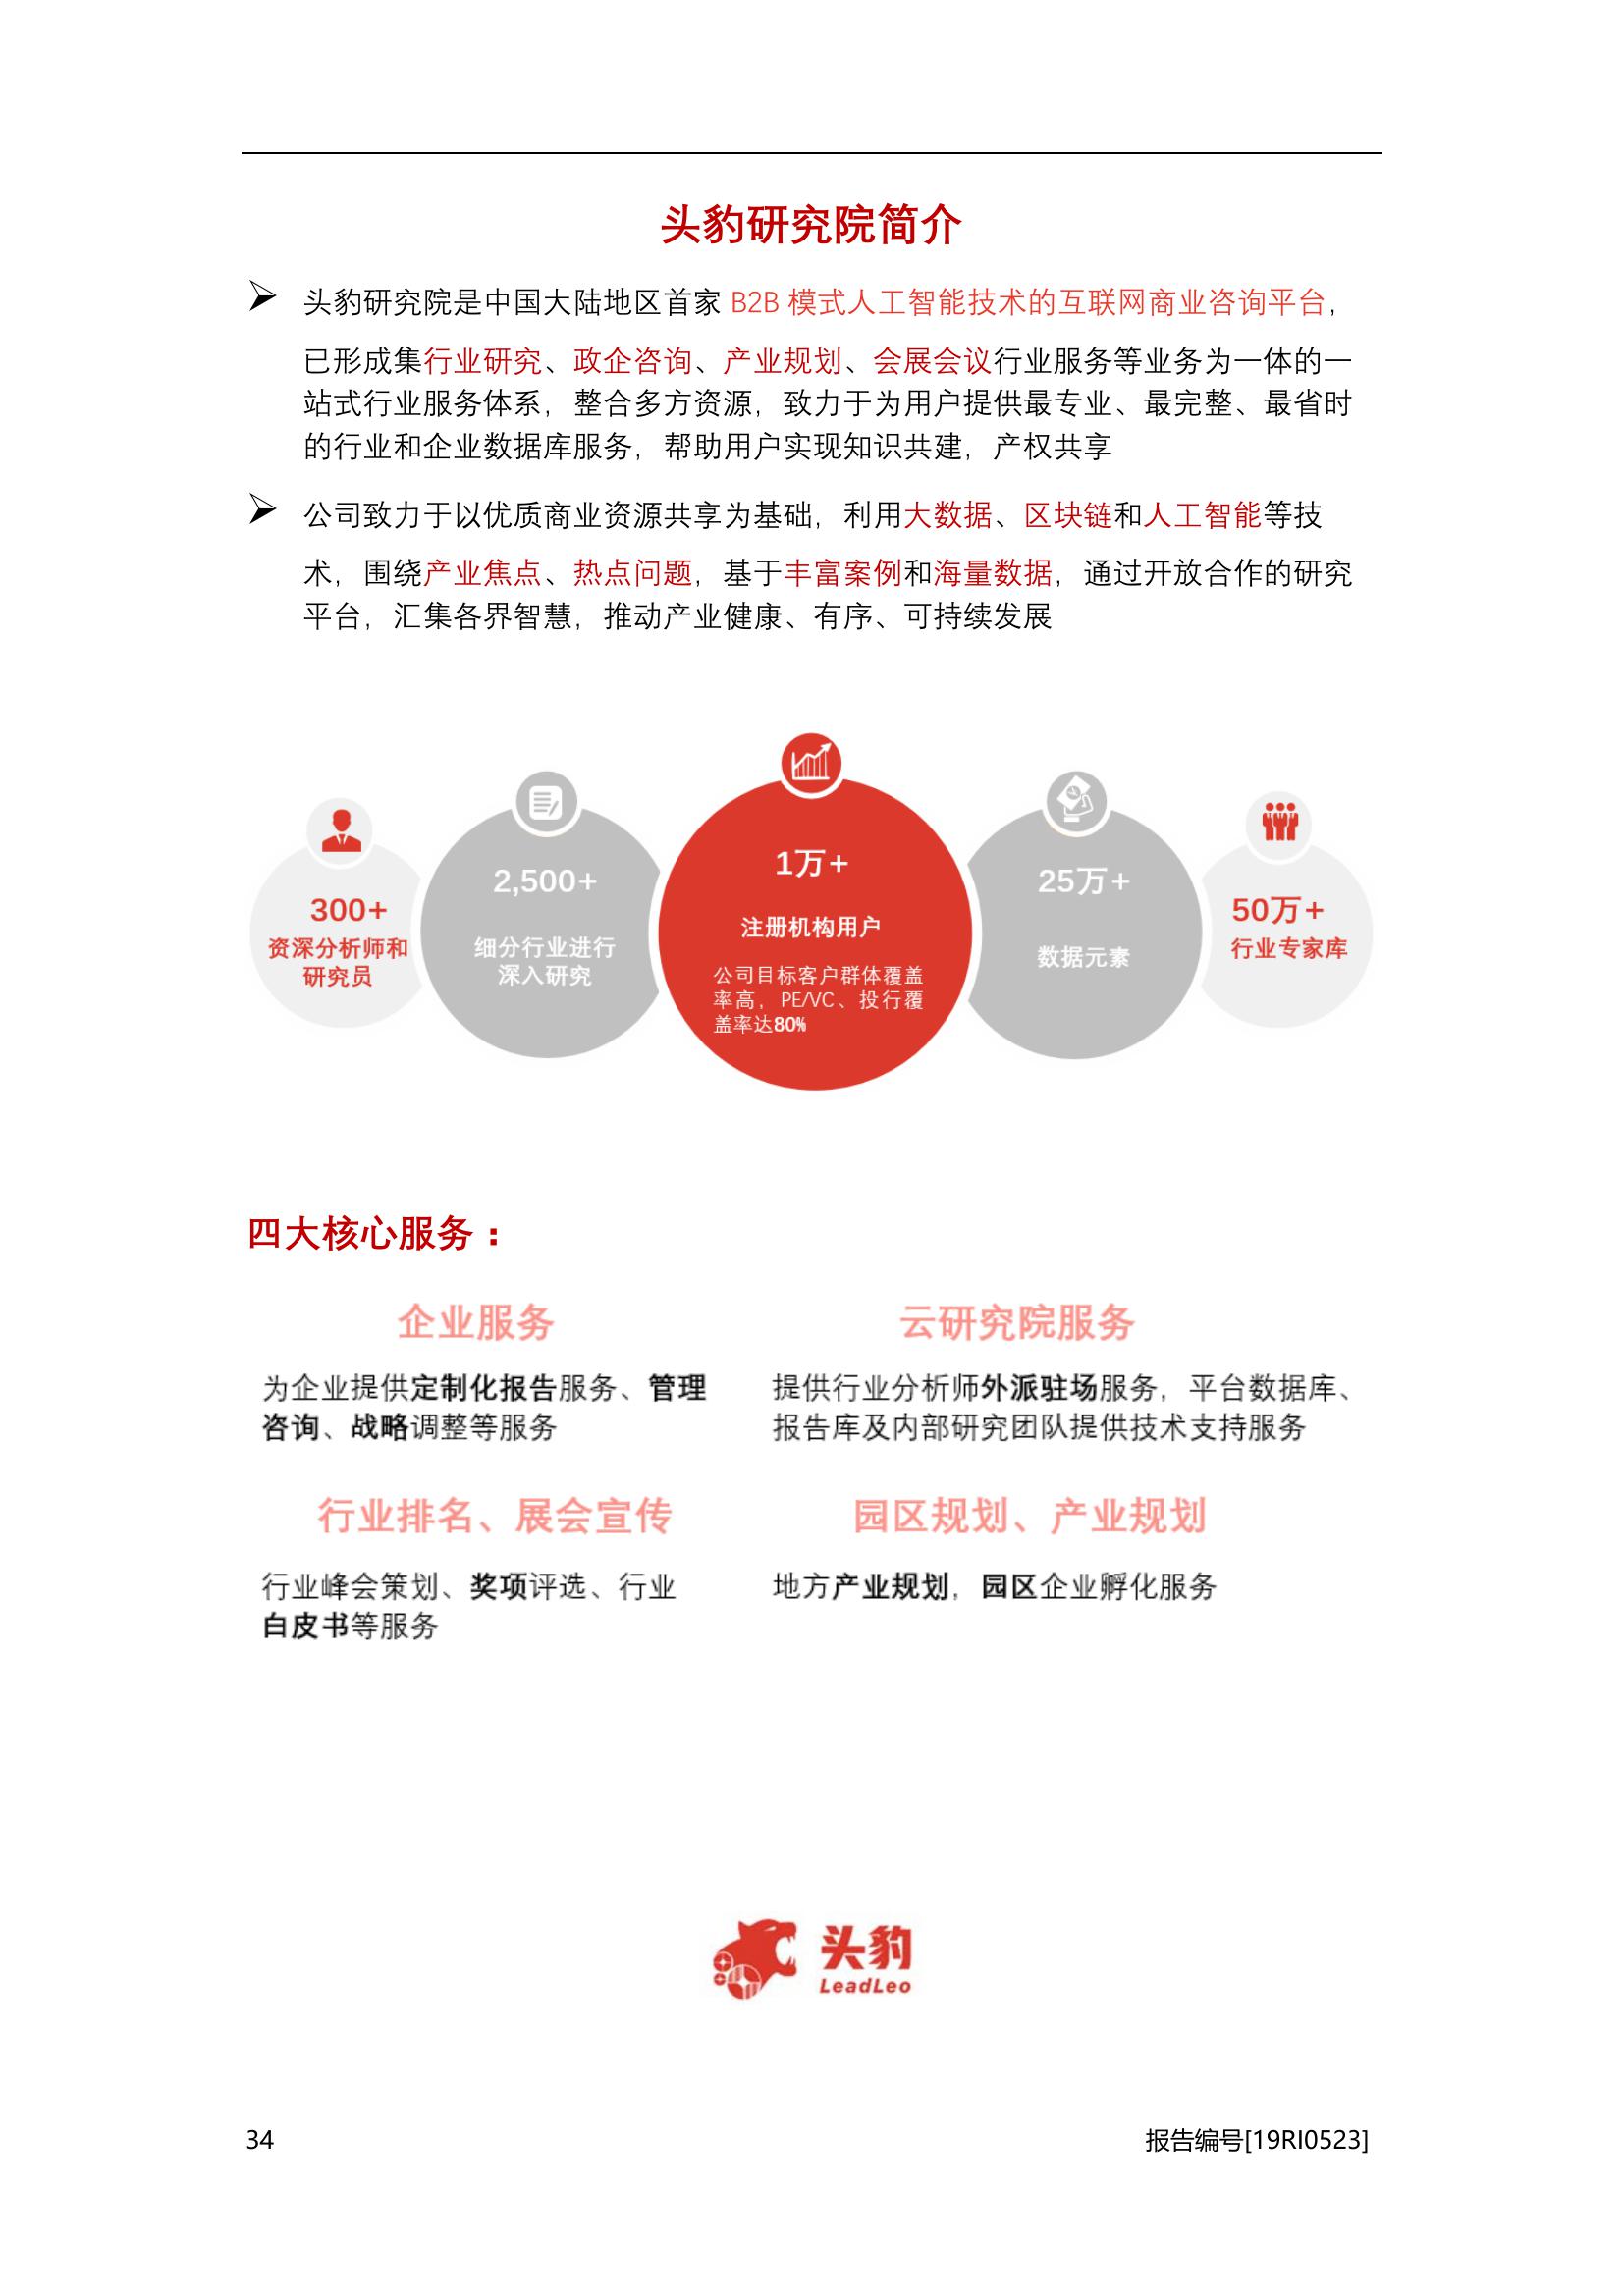 头豹研究院简介
头豹研究院是中国大陆地区首家 B2B 模式人工智能技术的互联网商业咨询平台，
已形成集行业研究、政企咨询、产业规划、会展会议行业服务等业务为一体的一
站式行业服务体系，整合多方资源，致力于为用户提供最专业、最完整、最省时
的行业和企业数据库服务，帮助用户实现知识共建，产权共享
公司致力于以优质商业资源共享为基础，利用大数据、区块链和人工智能等技
术，围绕产业焦点、热点问题，基于丰富案例和海量数据，通过开放合作的研究
平台，汇集各界智慧，推动产业健康、有序、可持续发展
300+
资深分析师和
研究员
2,500+
细分行业进行
深入研究
1万+
注册机构用户
公司目标客户群体覆盖
率高，PE/VC、投行覆
盖率达80%
25万+
数据元素
50万+
行业专家库
四大核心服务：
企业服务
为企业提供定制化报告服务、管理
咨询、战略调整等服务
云研究院服务
提供行业分析师外派驻场服务，平台数据库、
报告库及内部研究团队提供技术支持服务
行业排名、展会宣传
行业峰会策划、奖项评选、行业
白皮书等服务
园区规划、产业规划
地方产业规划，园区企业孵化服务
头豹
LeadLeo
34
报告编号[19RI0523]